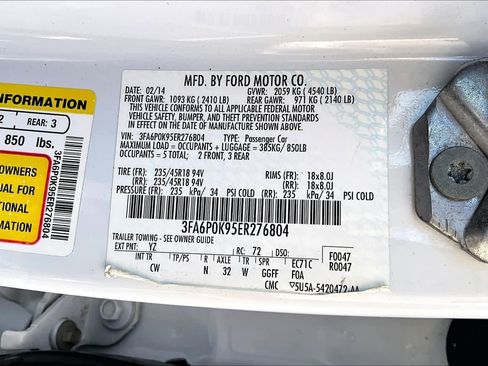 MFD. BY FORD MOTOR CO.
DATE: 02/14 GVWR: 2059 KG ( 4540 LB)
FRONT GAWR: 1093 KG ( 2410 LB) REAR GAWR: 971 KG ( 2140 LB)
THIS VEHICLE CONFORMS TO ALL APPLICABLE FEDERAL MOTOR
VEHICLE SAFETY, BUMPER, AND THEFT PREVENTION STANDARDS
IN EFFECT ON THE DATE OF MANUFACTURE SHOWN ABOVE.
VIN: 3FA6P0K95ER276804 TYPE: Passenger Car
MAXIMUM LOAD = OCCUPANTS + LUGGAGE = 385KG/ 850LB
OCCUPANTS = 5 TOTAL: 2 FRONT, 3 REAR
TIRE (FR): 235/45R18 94V RIMS (FR): 18x8.0J
(RR): 235/45R18 94V (RR): 18x8.0J
PRESSURE (FR): 235 kPa/ 34 PSI COLD (RR): 235 kPa/ 34 PSI COLD
3FA6P0K95ER276804
TRAILER TOWING - SEE OWNER GUIDE
EXT PNT: YZ RC: 72 DSO: F0047
INT TR TP/PS R AXLE TR SPR EC71C R0047
CW N 32 W GGFF F0A
CMC 5U5A-5420472-AA
INFORMATION
2 REAR: 3
850 lbs.
OWNERS
UAL FOR
IONAL
MATION
3FA6P0K95ER276804